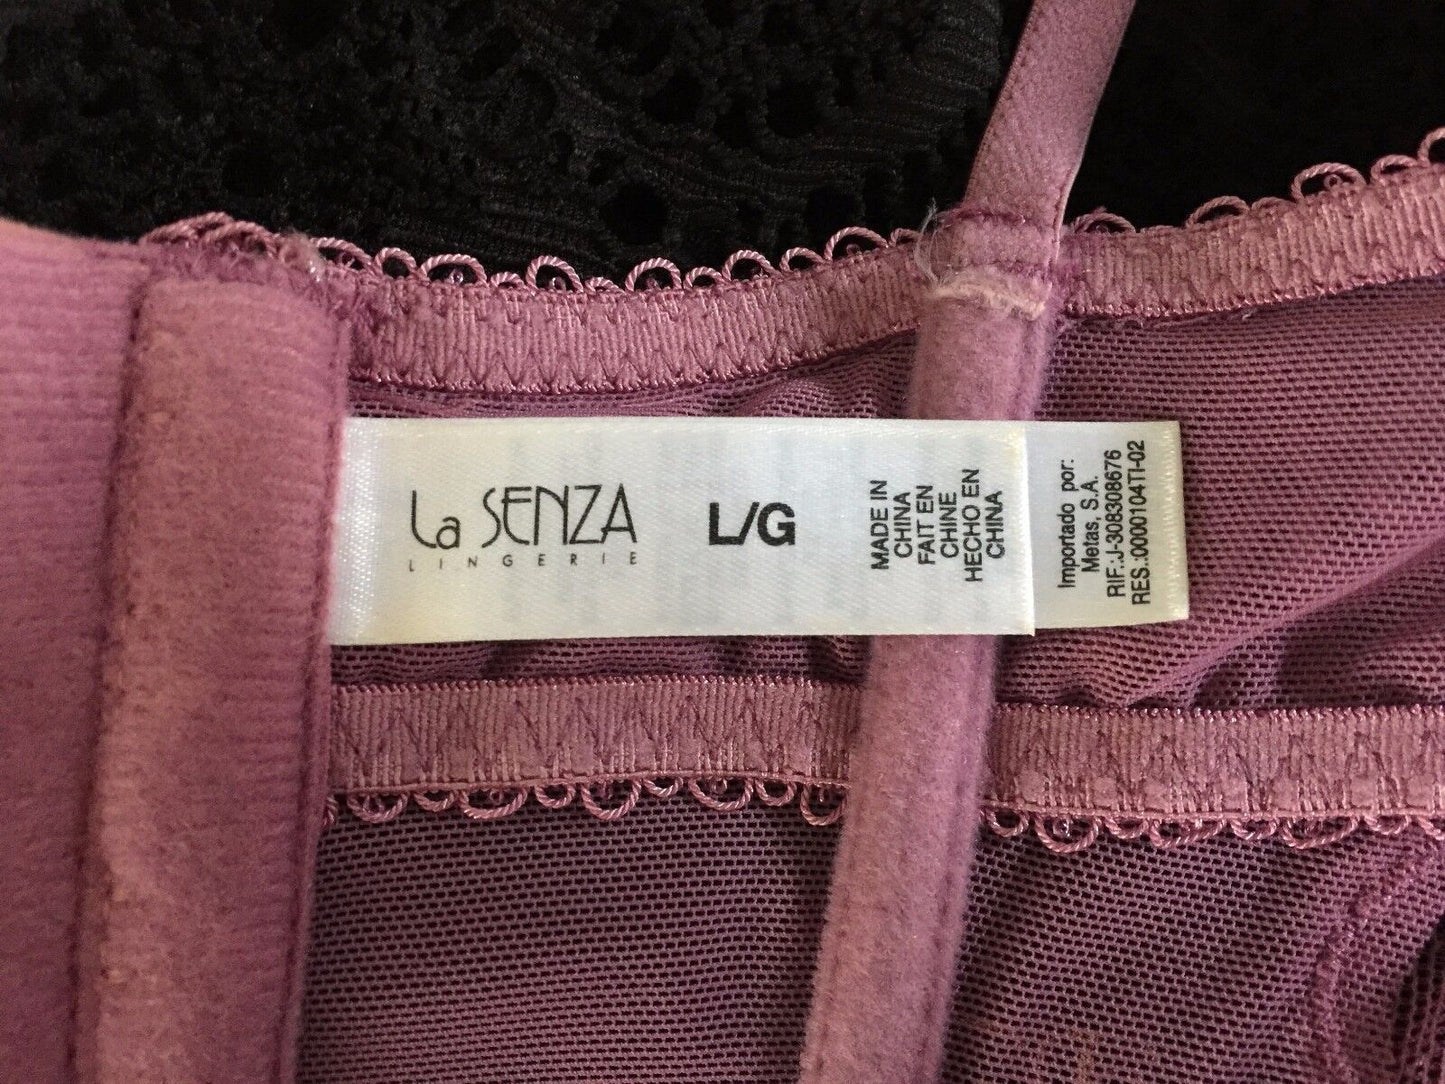 La SENZA
LINGERIE
L/G
MADE IN
CHINA
FAIT EN
CHINE
HECHO EN
CHINA
Importado por:
Metas, S.A.
RIF.:J-308308676
RES.:0000104TI-02